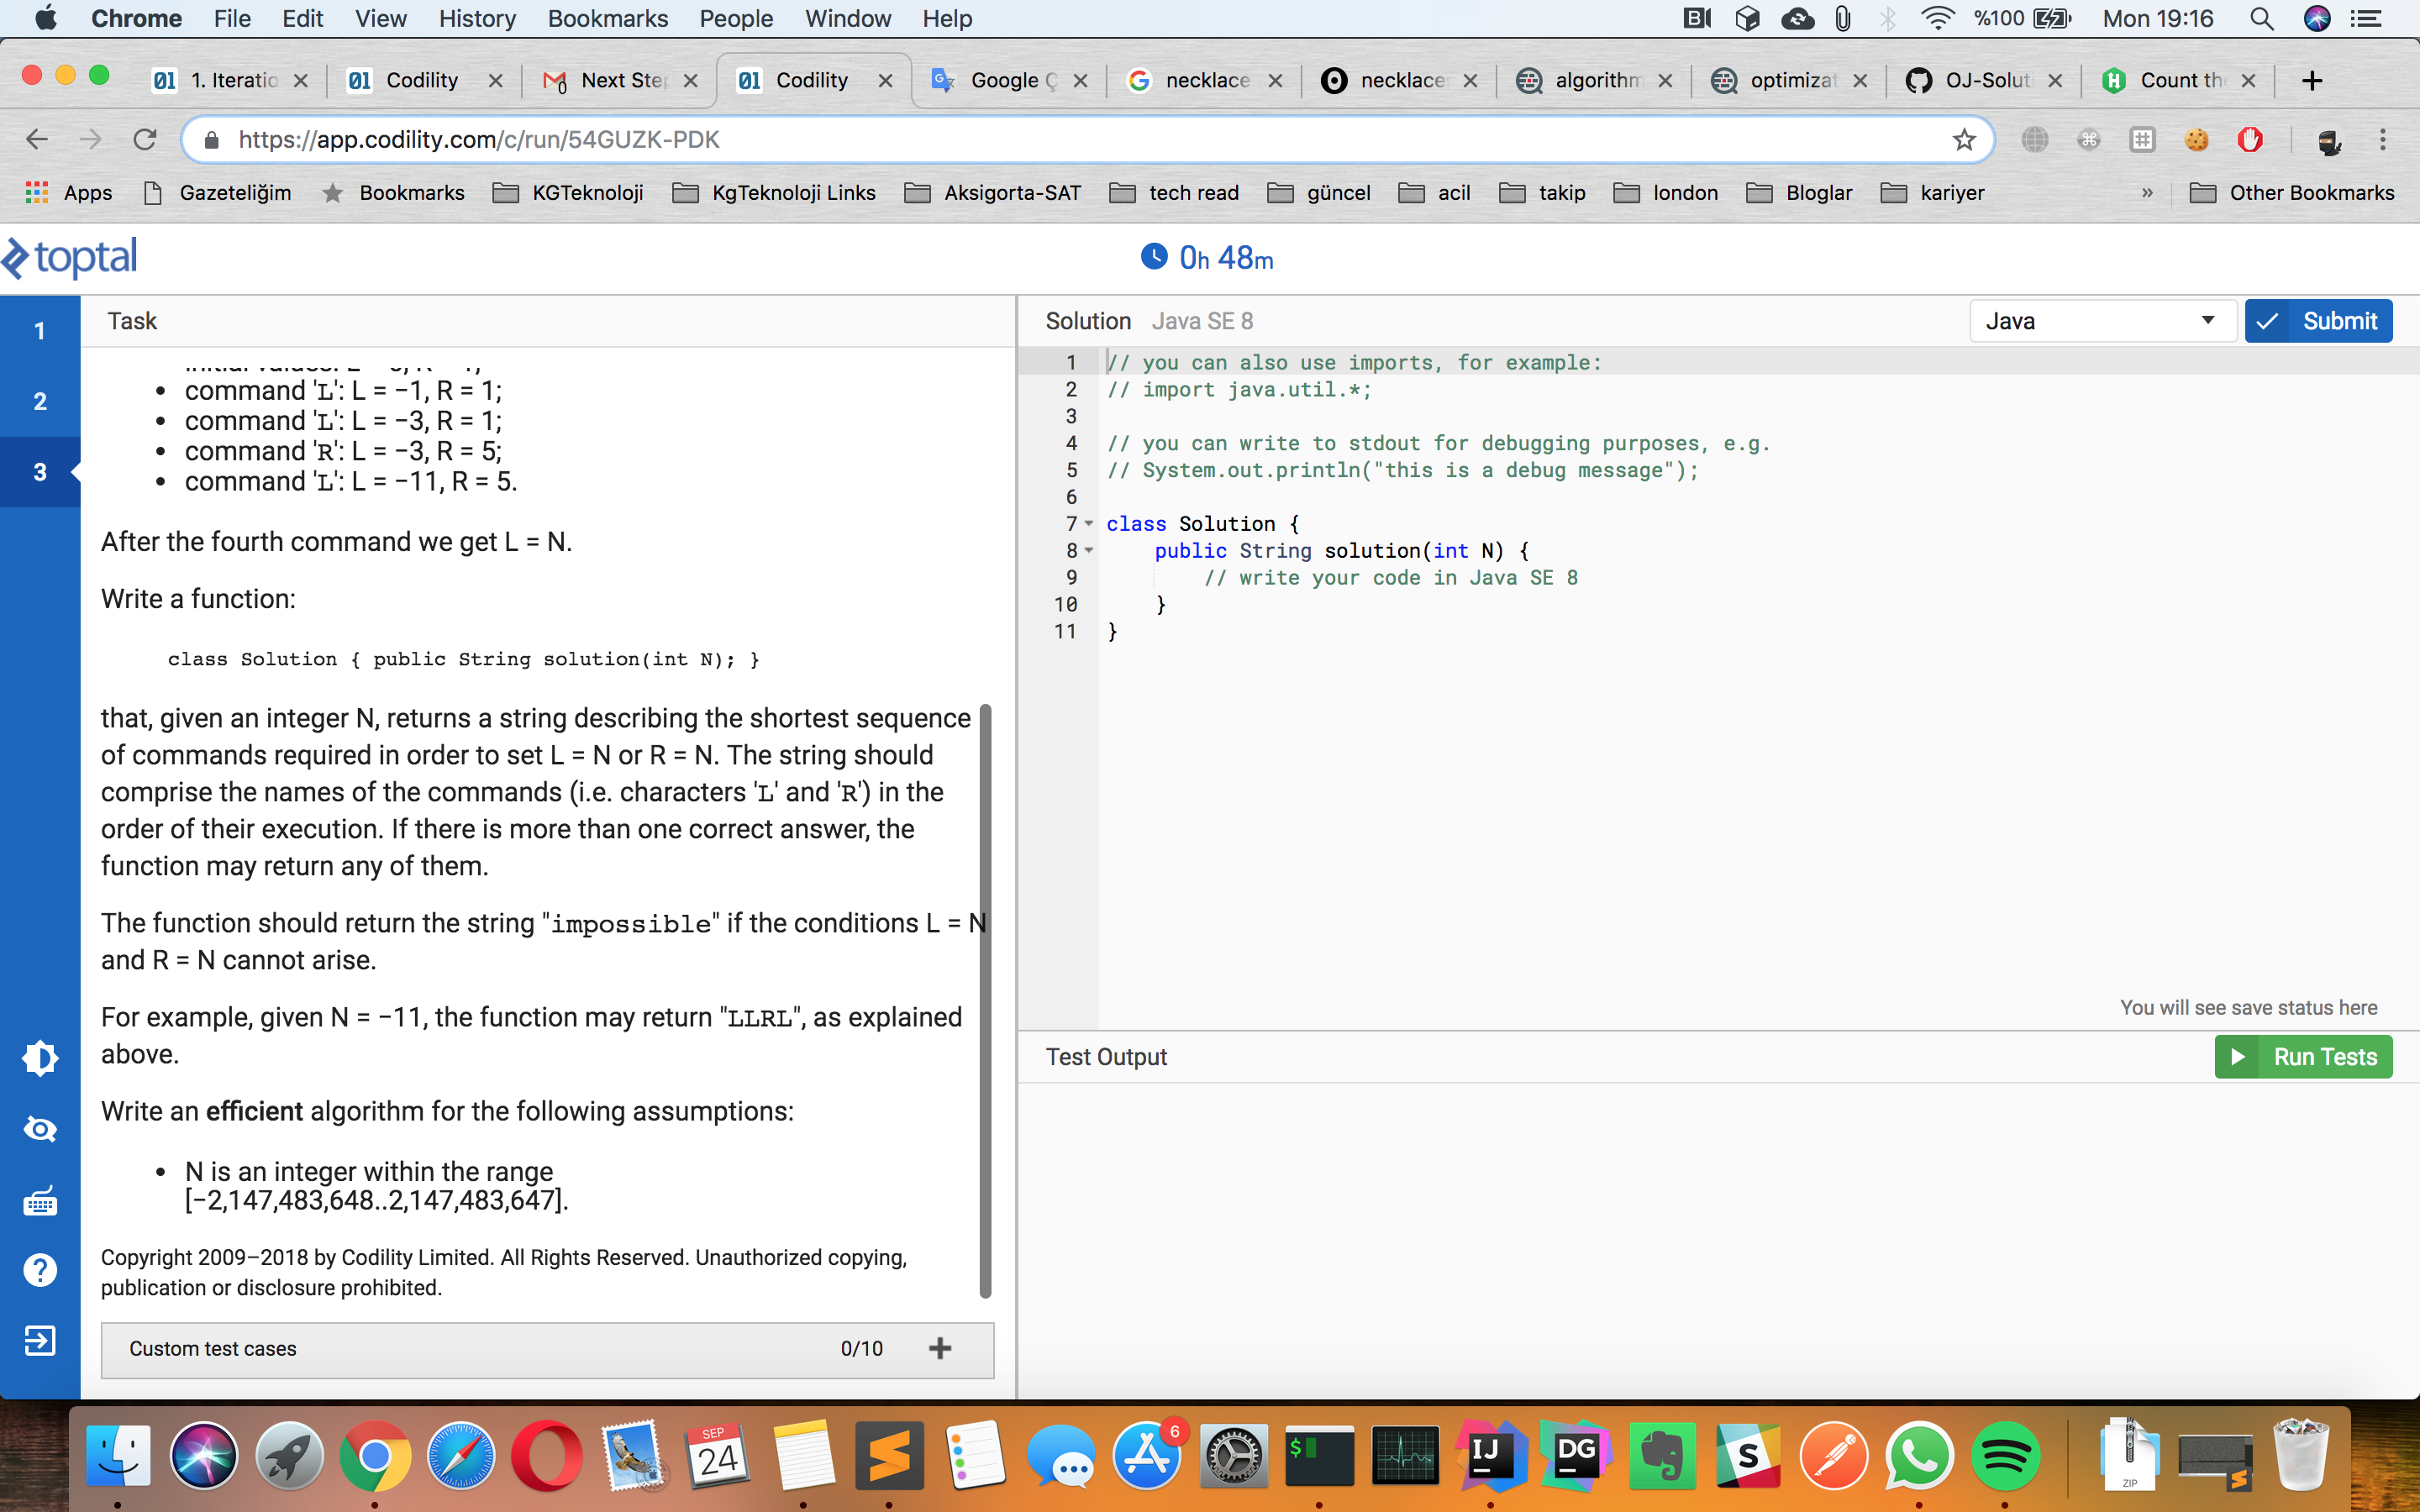 Chrome File Edit View History Bookmarks People Window Help %100 Mon 19:16
1. Iteratio Codility Next Ste Codility Google Ç necklace necklace algorithm optimizat OJ-Solut Count th
https://app.codility.com/c/run/54GUZK-PDK
Apps Gazeteliğim Bookmarks KGTeknoloji KgTeknoloji Links Aksigorta-SAT tech read güncel acil takip london Bloglar kariyer » Other Bookmarks
toptal 0h 48m
1
2
3
Task
• command 'L': L = −1, R = 1;
• command 'L': L = −3, R = 1;
• command 'R': L = −3, R = 5;
• command 'L': L = −11, R = 5.
After the fourth command we get L = N.
Write a function:
class Solution { public String solution(int N); }
that, given an integer N, returns a string describing the shortest sequence
of commands required in order to set L = N or R = N. The string should
comprise the names of the commands (i.e. characters 'L' and 'R') in the
order of their execution. If there is more than one correct answer, the
function may return any of them.
The function should return the string "impossible" if the conditions L = N
and R = N cannot arise.
For example, given N = −11, the function may return "LLRL", as explained
above.
Write an efficient algorithm for the following assumptions:
• N is an integer within the range
[−2,147,483,648..2,147,483,647].
Copyright 2009–2018 by Codility Limited. All Rights Reserved. Unauthorized copying,
publication or disclosure prohibited.
Custom test cases 0/10
Solution Java SE 8 Java Submit
1 // you can also use imports, for example:
2 // import java.util.*;
3
4 // you can write to stdout for debugging purposes, e.g.
5 // System.out.println("this is a debug message");
6
7 class Solution {
8 public String solution(int N) {
9 // write your code in Java SE 8
10 }
11 }
You will see save status here
Test Output Run Tests
SEP
24
6
$
IJ
DG
S
ZIP